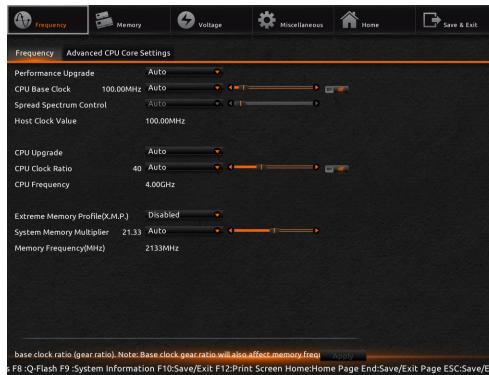 Frequency Memory Voltage Miscellaneous Home Save & Exit
Frequency Advanced CPU Core Settings
Performance Upgrade Auto
CPU Base Clock 100.00MHz Auto
Spread Spectrum Control Auto
Host Clock Value 100.00MHz
CPU Upgrade Auto
CPU Clock Ratio 40 Auto
CPU Frequency 4.00GHz
Extreme Memory Profile(X.M.P.) Disabled
System Memory Multiplier 21.33 Auto
Memory Frequency(MHz) 2133MHz
base clock ratio (gear ratio). Note: Base clock gear ratio will also affect memory frequ Apply
s F8 :Q-Flash F9 :System Information F10:Save/Exit F12:Print Screen Home:Home Page End:Save/Exit Page ESC:Save/E